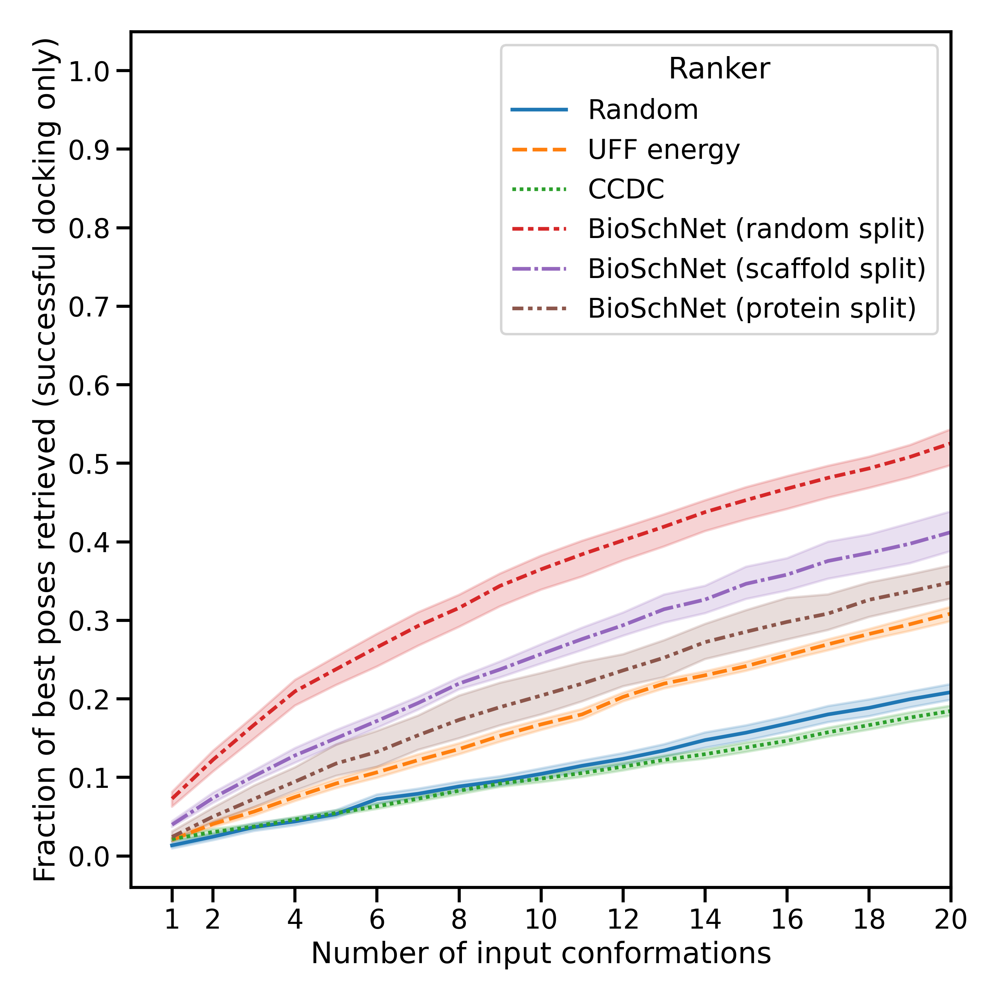 Fraction of best poses retrieved (successful docking only)
1.0
0.9
0.8
0.7
0.6
0.5
0.4
0.3
0.2
0.1
0.0
Ranker
Random
UFF energy
CCDC
BioSchNet (random split)
BioSchNet (scaffold split)
BioSchNet (protein split)
1 2 4 6 8 10 12 14 16 18 20
Number of input conformations